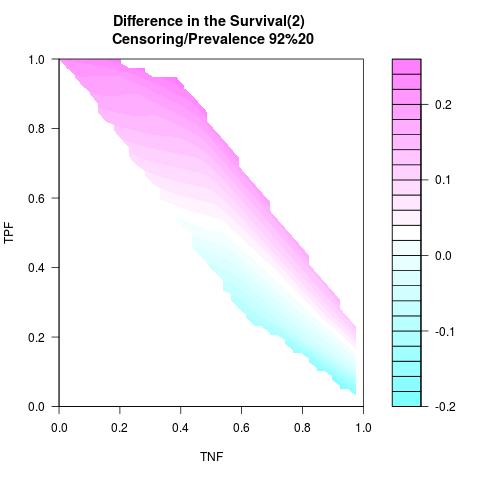 Difference in the Survival(2)
Censoring/Prevalence 92%20
1.0
0.8
0.6
0.4
0.2
0.0
TPF
0.0 0.2 0.4 0.6 0.8 1.0
TNF
0.2
0.1
0.0
-0.1
-0.2